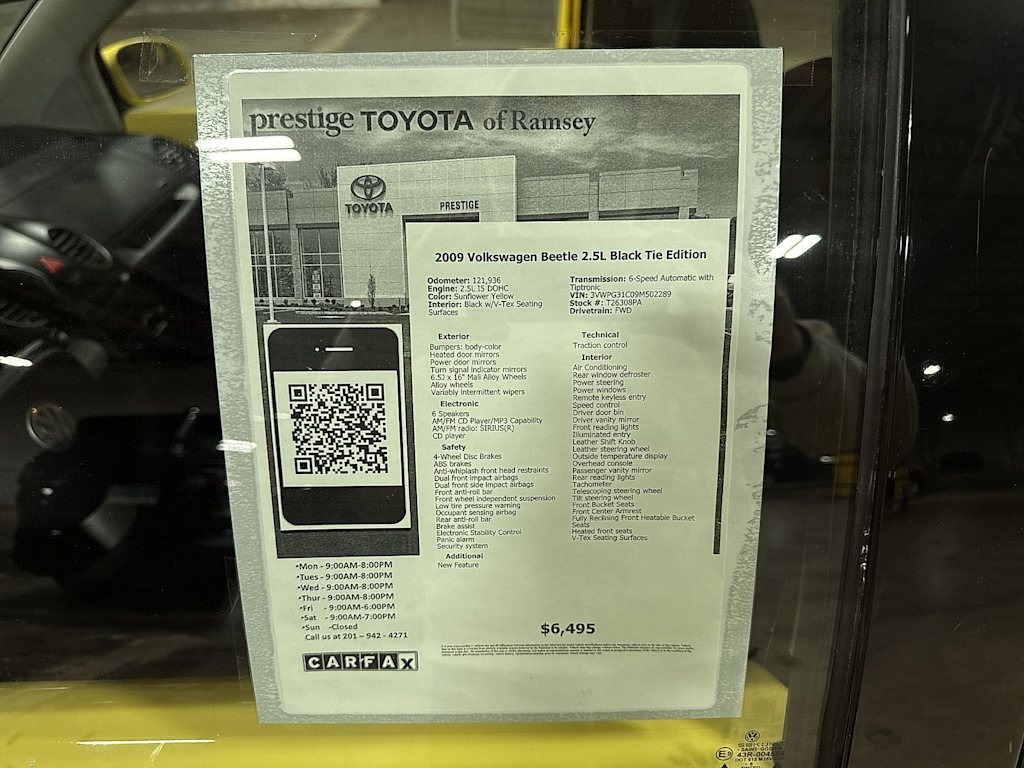 prestige TOYOTA of Ramsey
TOYOTA
PRESTIGE
2009 Volkswagen Beetle 2.5L Black Tie Edition
Odometer: 121,936
Engine: 2.5L I5 DOHC
Color: Sunflower Yellow
Interior: Black w/V-Tex Seating
Surfaces
Transmission: 6-Speed Automatic with
Tiptronic
VIN: 3VWPG31C09M502289
Stock #: T26308PA
Drivetrain: FWD
Exterior
Bumpers: body-color
Heated door mirrors
Power door mirrors
Turn signal indicator mirrors
6.5J x 16" Mali Alloy Wheels
Alloy wheels
Variably intermittent wipers
Electronic
6 Speakers
AM/FM CD Player/MP3 Capability
AM/FM radio: SIRIUS(R)
CD player
Safety
4-Wheel Disc Brakes
ABS brakes
Anti-whiplash front head restraints
Dual front impact airbags
Dual front side impact airbags
Front anti-roll bar
Front wheel independent suspension
Low tire pressure warning
Occupant sensing airbag
Rear anti-roll bar
Brake assist
Electronic Stability Control
Panic alarm
Security system
Additional
New Feature
Technical
Traction control
Interior
Air Conditioning
Rear window defroster
Power steering
Power windows
Remote keyless entry
Speed control
Driver door bin
Driver vanity mirror
Front reading lights
Illuminated entry
Leather Shift Knob
Leather steering wheel
Outside temperature display
Overhead console
Passenger vanity mirror
Rear reading lights
Tachometer
Telescoping steering wheel
Tilt steering wheel
Front Bucket Seats
Front Center Armrest
Fully Reclining Front Heatable Bucket
Seats
Heated front seats
V-Tex Seating Surfaces
•Mon - 9:00AM-8:00PM
•Tues - 9:00AM-8:00PM
•Wed - 9:00AM-8:00PM
•Thur - 9:00AM-8:00PM
•Fri - 9:00AM-6:00PM
•Sat - 9:00AM-7:00PM
•Sun -Closed
Call us at 201 – 942 - 4271
CARFAX
$6,495